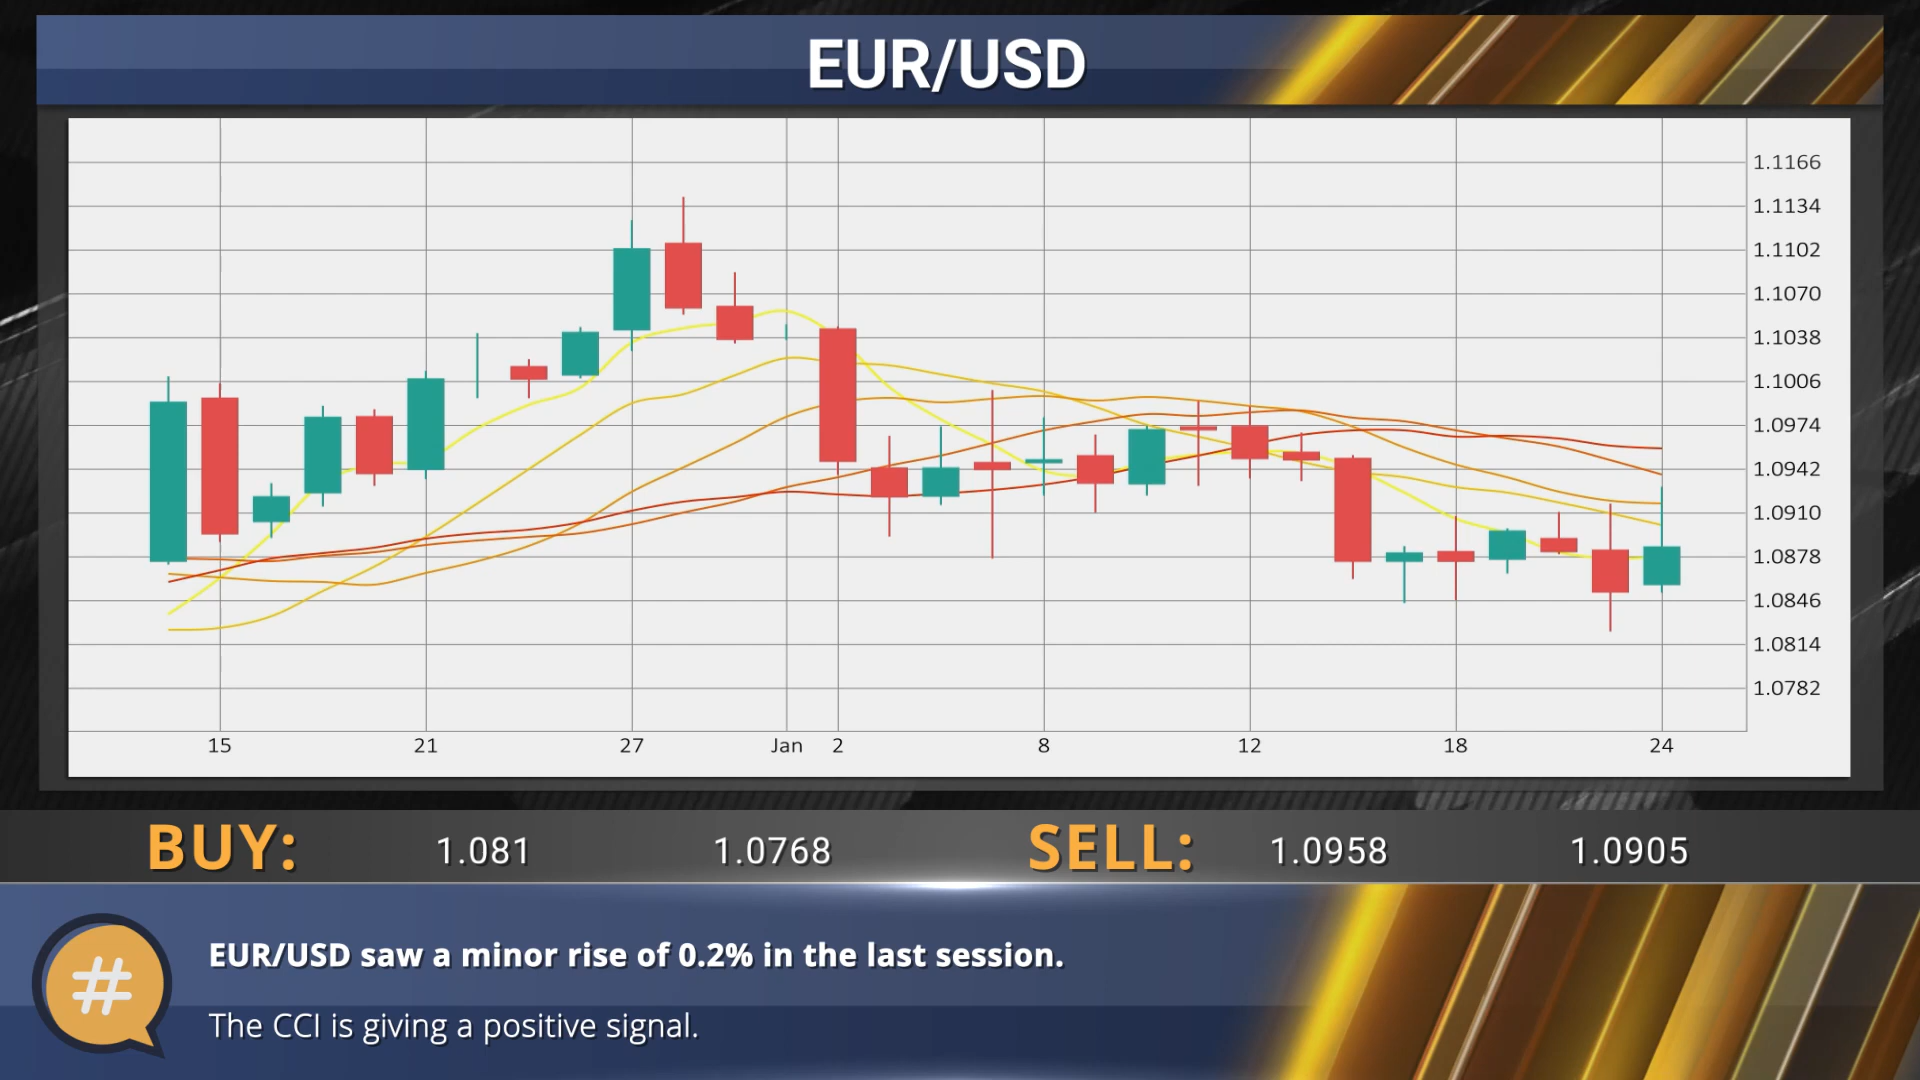 EUR/USD
1.1166
1.1134
1.1102
1.1070
1.1038
1.1006
1.0974
1.0942
1.0910
1.0878
1.0846
1.0814
1.0782
15 21 27 Jan 2 8 12 18 24
BUY: 1.081 1.0768 SELL: 1.0958 1.0905
#
EUR/USD saw a minor rise of 0.2% in the last session.
The CCI is giving a positive signal.